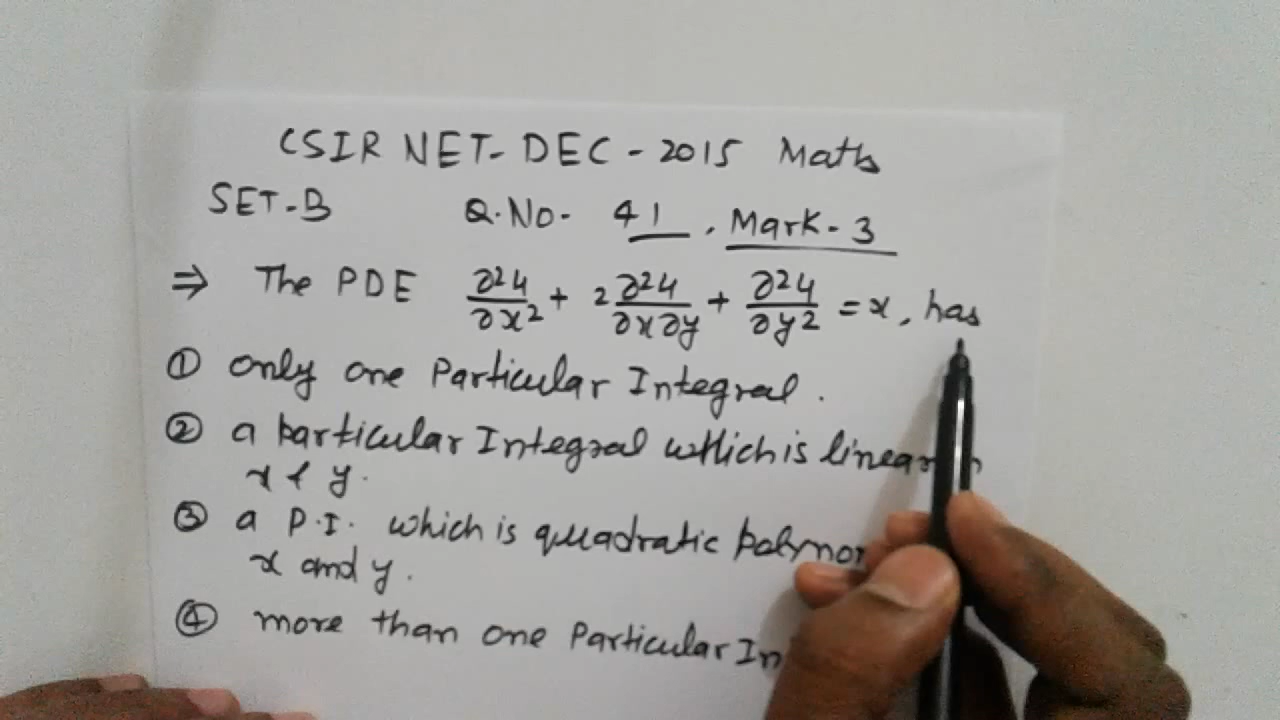 CSIR NET-DEC-2015 Maths
SET-B Q.No- 41, Mark-3
⇒ The PDE ∂²u/∂x² + 2 ∂²u/∂x∂y + ∂²u/∂y² = x, has
① only one Particular Integral.
② a particular Integral which is linear
x & y.
③ a P.I. which is quadratic
x and y.
④ more than one Particular